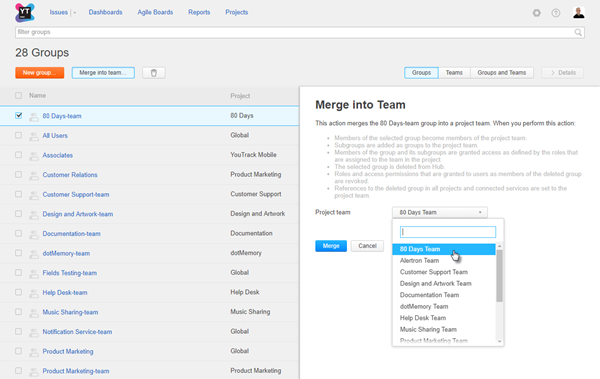 YT
Issues
Dashboards
Agile Boards
Reports
Projects
filter groups
28 Groups
New group...
Merge into team...
Groups
Teams
Groups and Teams
Details
Name
Project
80 Days-team
80 Days
All Users
Global
Associates
YouTrack Mobile
Customer Relations
Product Marketing
Customer Support-team
Customer Support
Design and Artwork-team
Design and Artwork
Documentation-team
Documentation
dotMemory-team
dotMemory
Fields Testing-team
Global
Help Desk-team
Help Desk
Music Sharing-team
Music Sharing
Notification Service-team
Global
Product Marketing
Global
Product Marketing-team
Product Marketing
Merge into Team
This action merges the 80 Days-team group into a project team. When you perform this action:
Members of the selected group become members of the project team.
Subgroups are added as groups to the project team.
Members of the group and its subgroups are granted access as defined by the roles that
are assigned to the team in the project
The selected group is deleted from Hub.
Roles and access permissions that are granted to users as members of the deleted group
are revoked.
References to the deleted group in all projects and connected services are set to the
project team.
Project team
80 Days Team
Merge
Cancel
80 Days Team
Alertron Team
Customer Support Team
Design and Artwork Team
Documentation Team
dotMemory Team
Help Desk Team
Music Sharing Team
Product Marketing Team